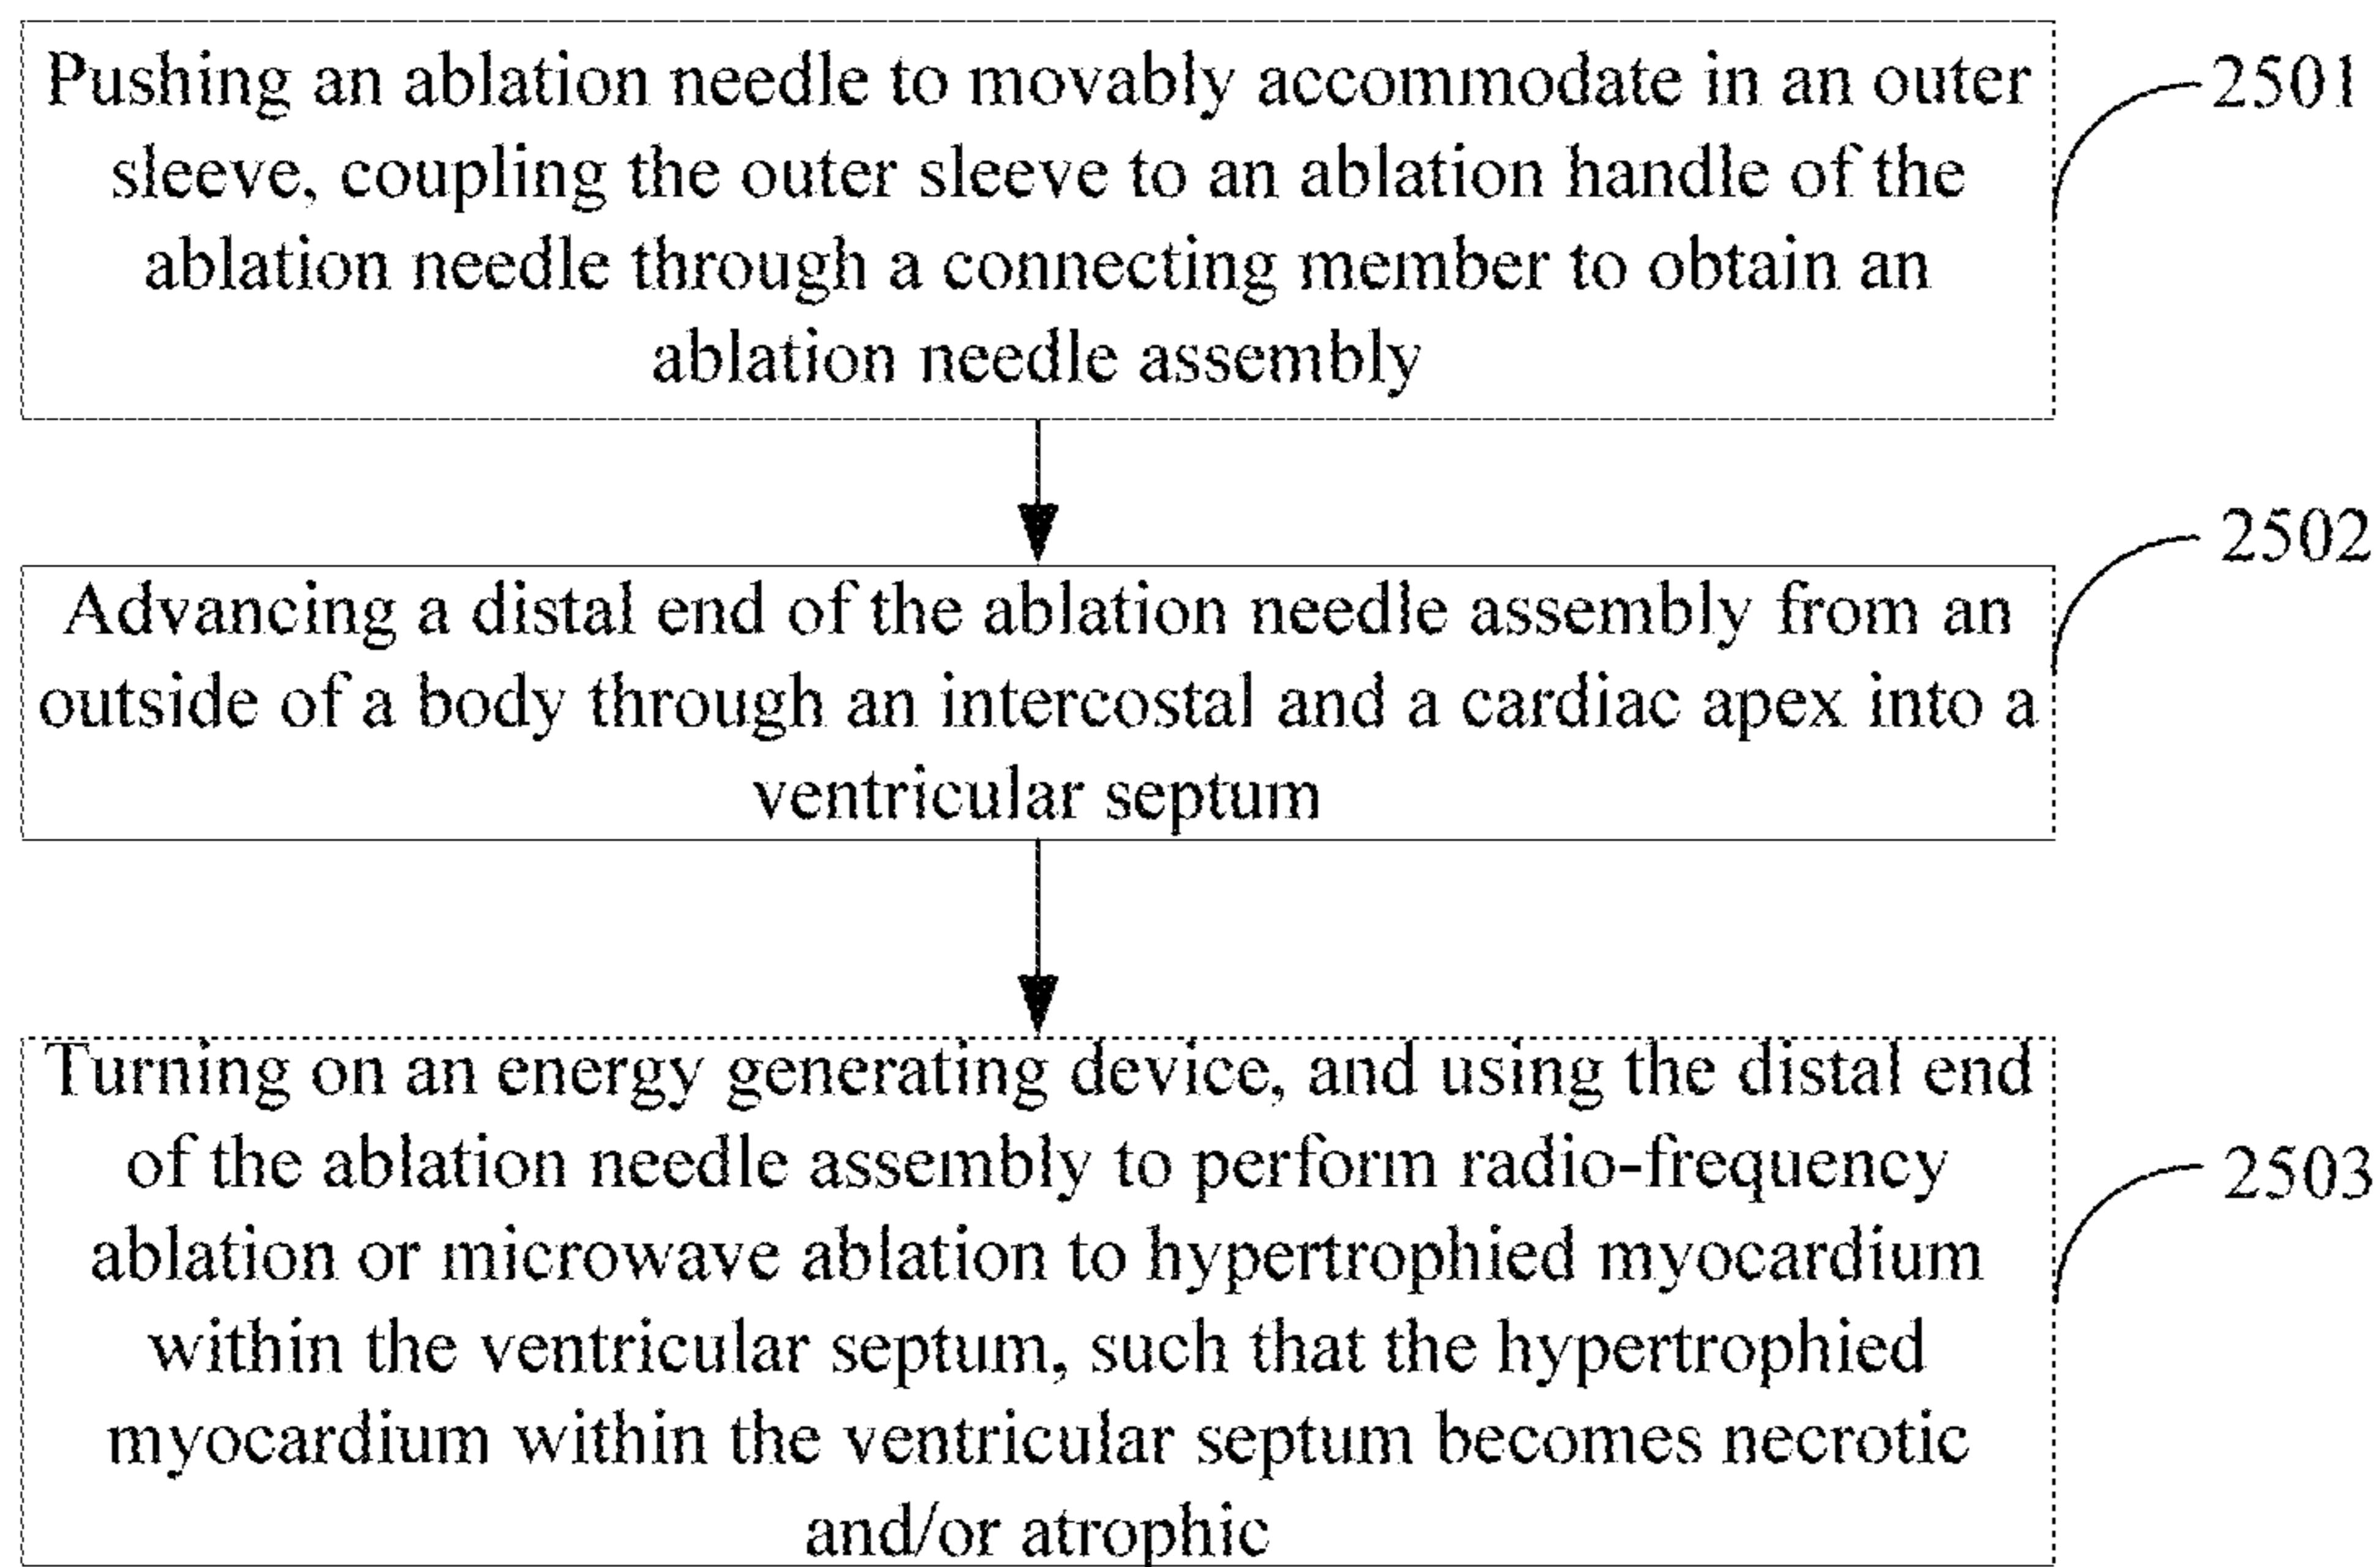 Pushing an ablation needle to movably accommodate in an outer
sleeve, coupling the outer sleeve to an ablation handle of the
ablation needle through a connecting member to obtain an
ablation needle assembly
2501
Advancing a distal end of the ablation needle assembly from an
outside of a body through an intercostal and a cardiac apex into a
ventricular septum
2502
Turning on an energy generating device, and using the distal end
of the ablation needle assembly to perform radio-frequency
ablation or microwave ablation to hypertrophied myocardium
within the ventricular septum, such that the hypertrophied
myocardium within the ventricular septum becomes necrotic
and/or atrophic
2503